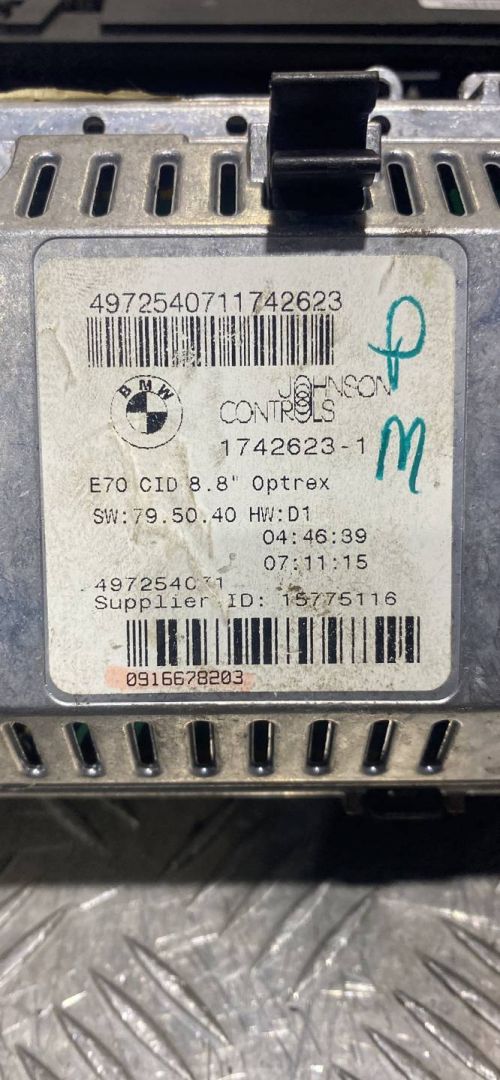 4972540711742623
BMW
JOHNSON
CONTROLS
1742623-1
E70 CID 8.8" Optrex
SW:79.50.40 HW:D1
04:46:39
07:11:15
497254071
Supplier ID: 15775116
0916678203